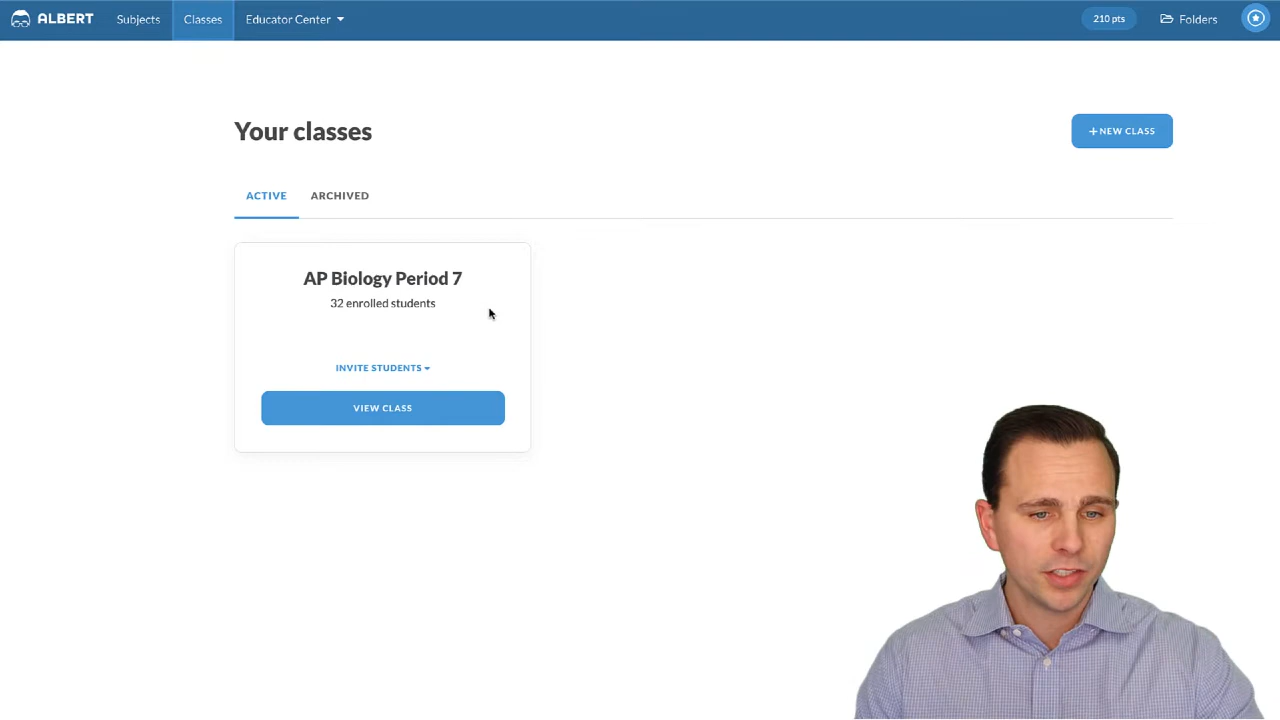 ALBERT Subjects Classes Educator Center 210 pts Folders
Your classes
+ NEW CLASS
ACTIVE ARCHIVED
AP Biology Period 7
32 enrolled students
INVITE STUDENTS
VIEW CLASS